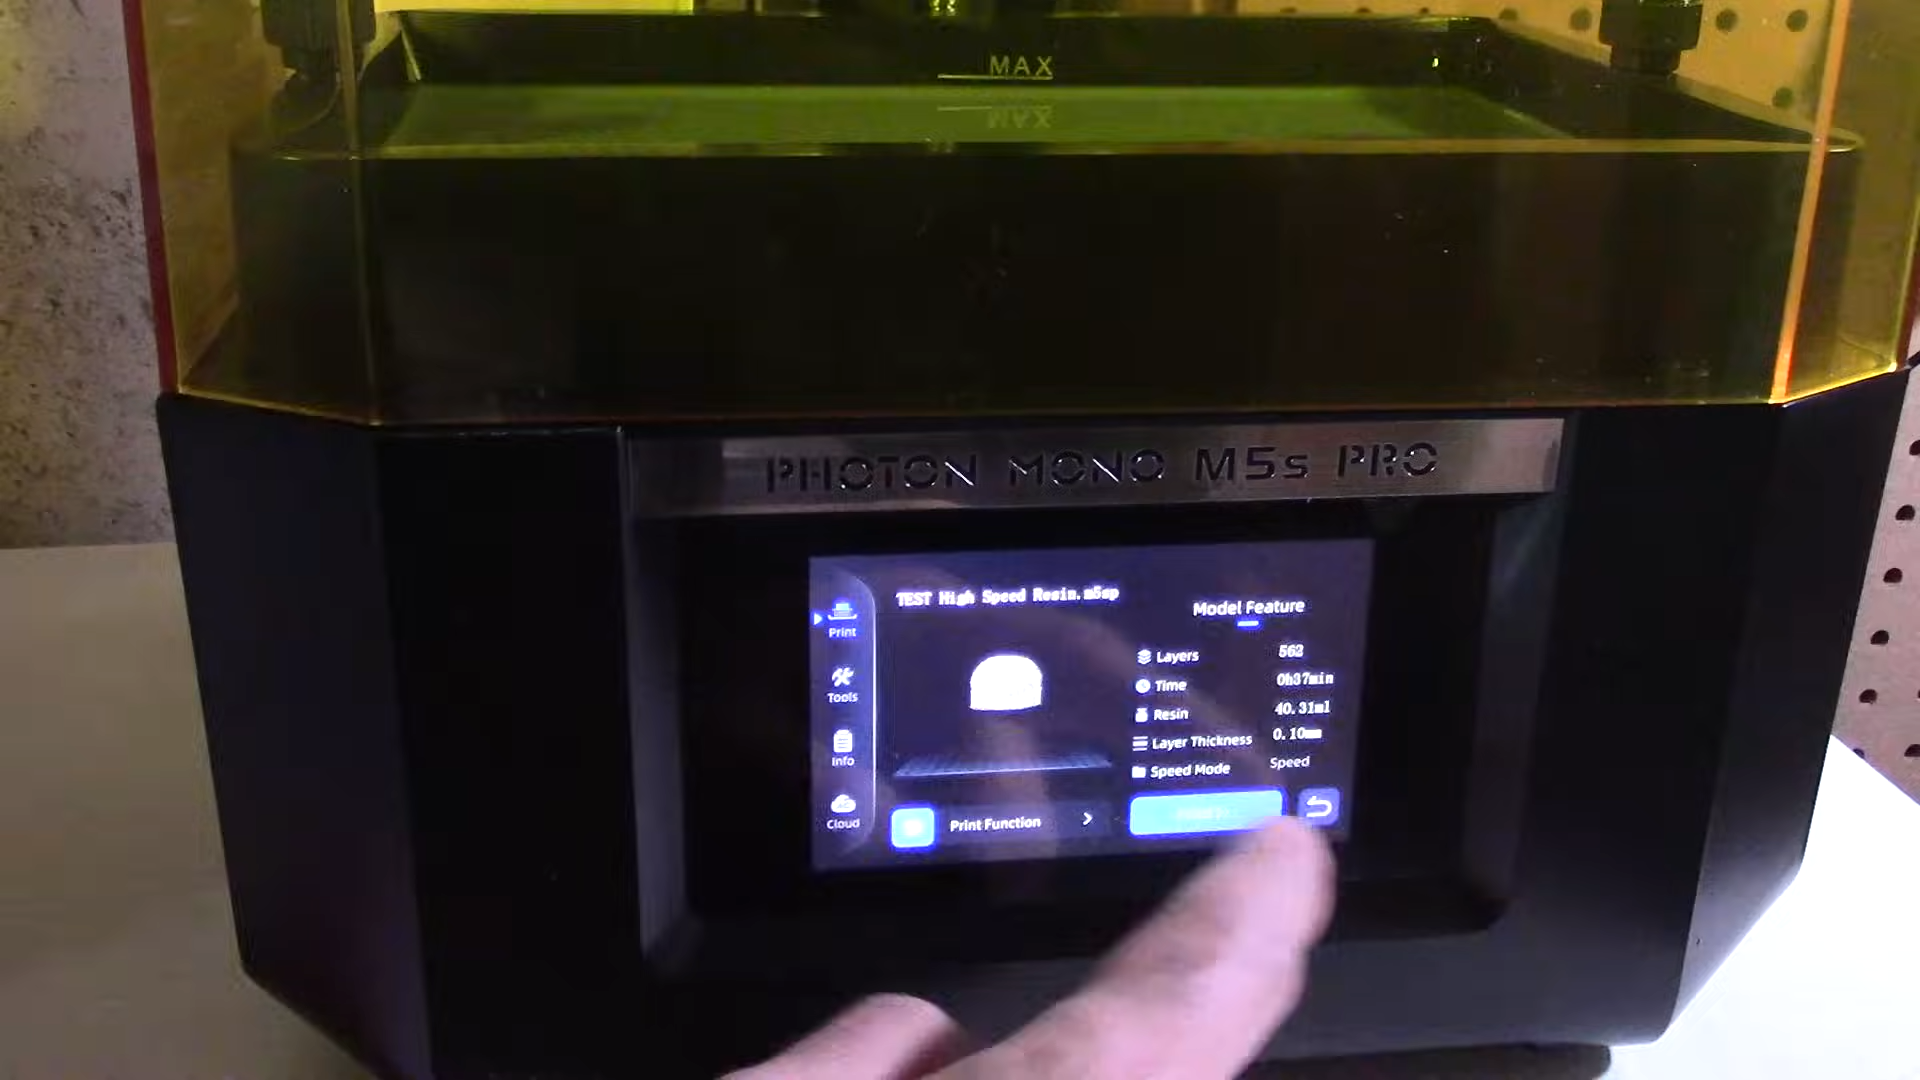 MAX
PHOTON MONO M5s PRO
TEST High Speed Resin.m5sp
Model Feature
Print
Layers 562
Time 0h37min
Tools
Resin 40.31ml
Layer Thickness 0.10mm
Info
Speed Mode Speed
Cloud
Print Function